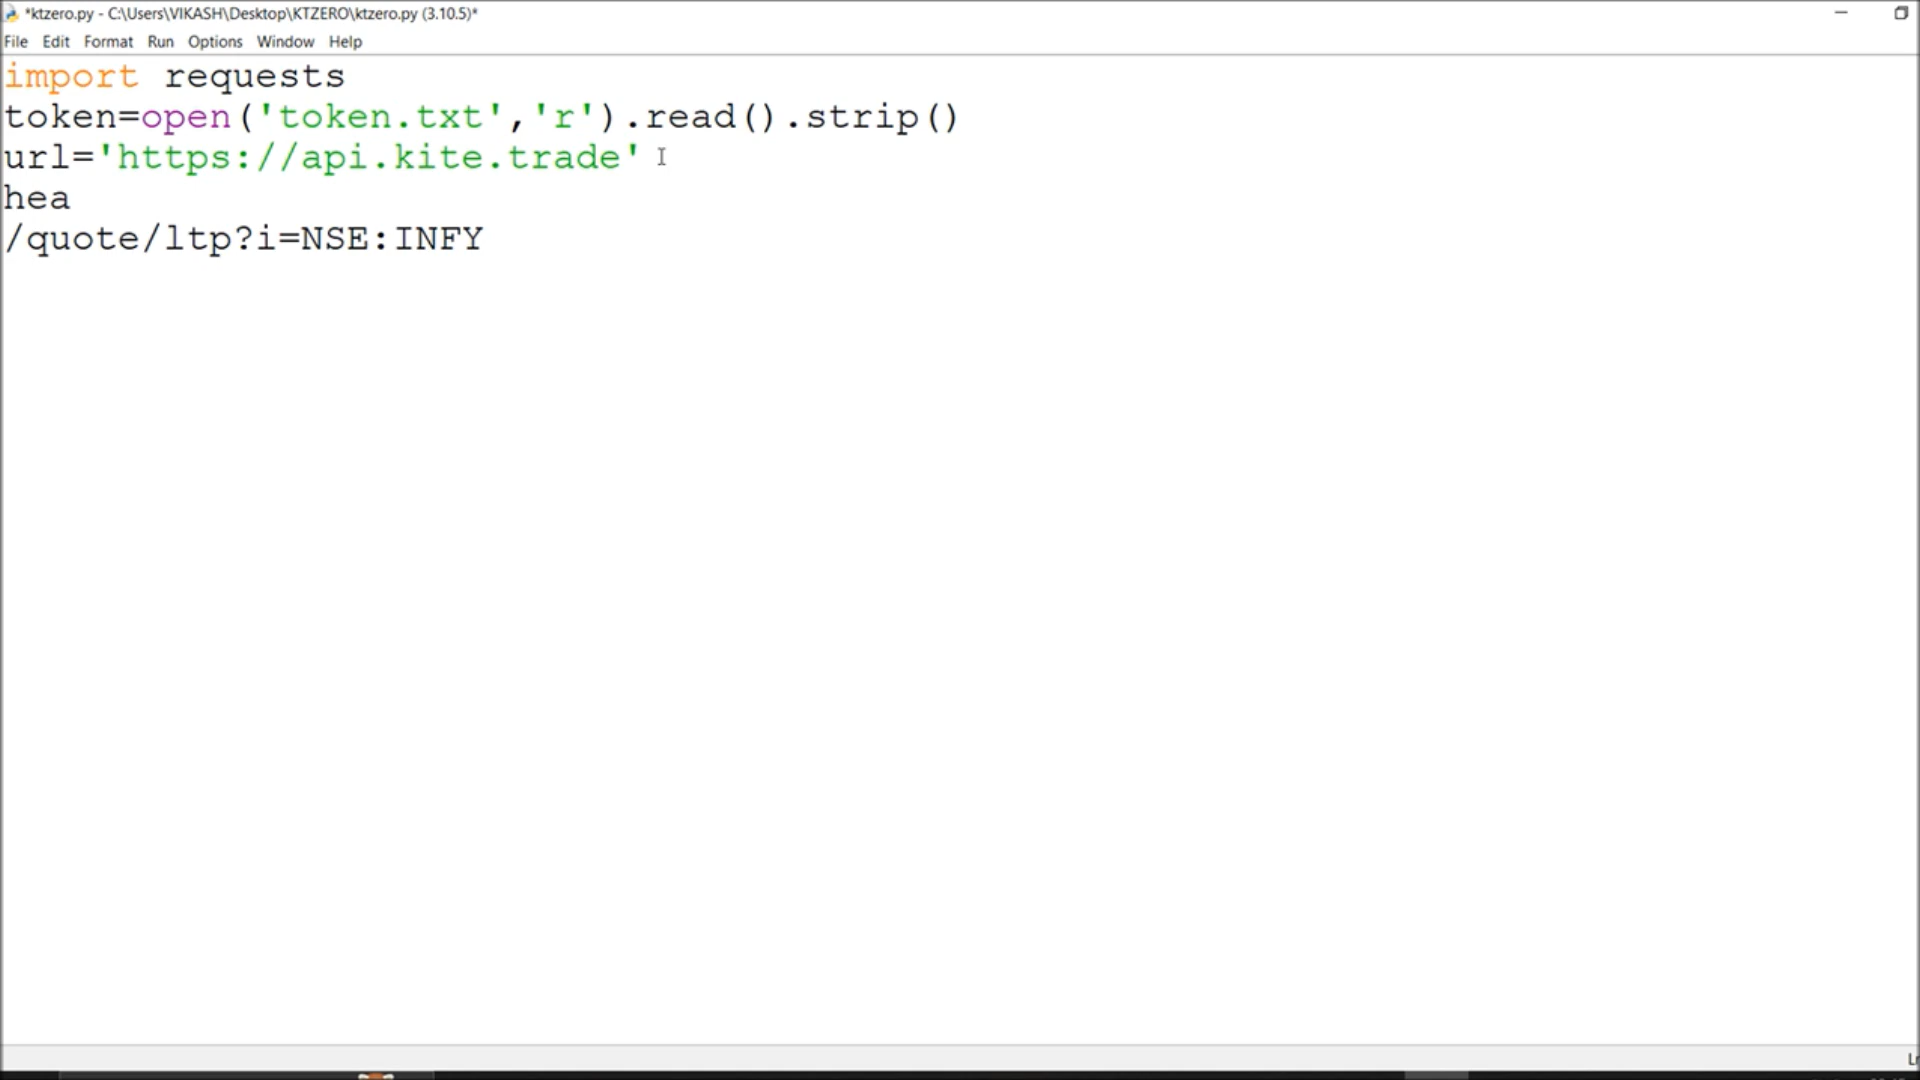 *ktzero.py - C:\Users\VIKASH\Desktop\KTZERO\ktzero.py (3.10.5)*
File Edit Format Run Options Window Help
import requests
token=open('token.txt','r').read().strip()
url='https://api.kite.trade'
hea
/quote/ltp?i=NSE:INFY